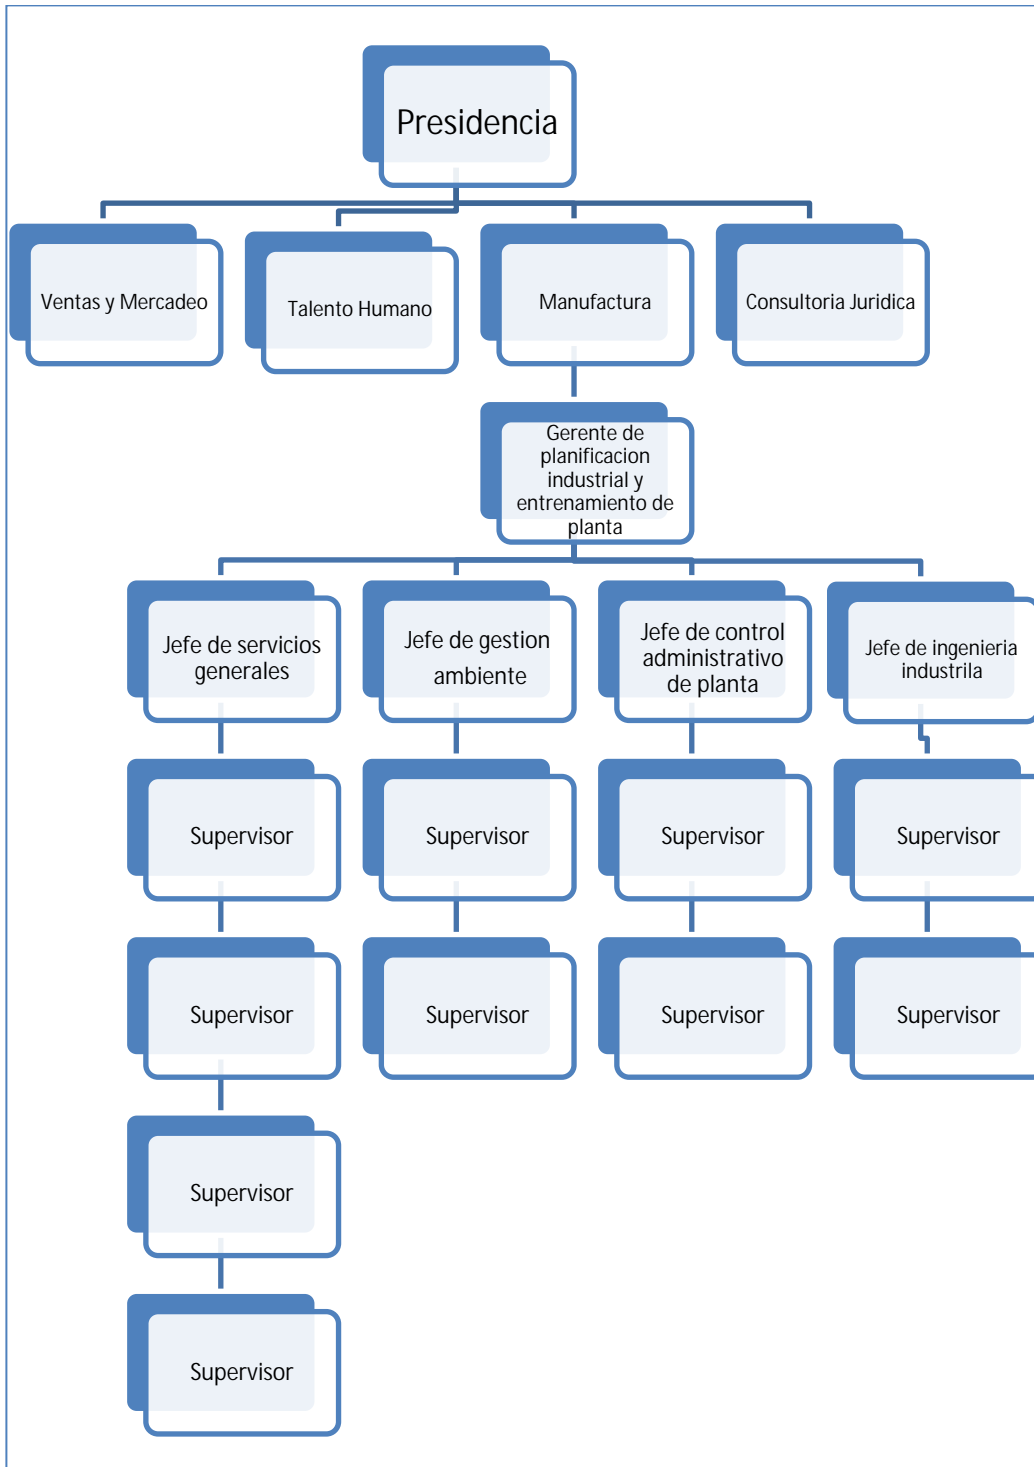 Presidencia
Ventas y Mercadeo
Talento Humano
Manufactura
Consultoria Juridica
Gerente de
planificacion
industrial y
entrenamiento de
planta
Jefe de servicios
generales
Jefe de gestion
ambiente
Jefe de control
administrativo
de planta
Jefe de ingenieria
industrila
Supervisor
Supervisor
Supervisor
Supervisor
Supervisor
Supervisor
Supervisor
Supervisor
Supervisor
Supervisor